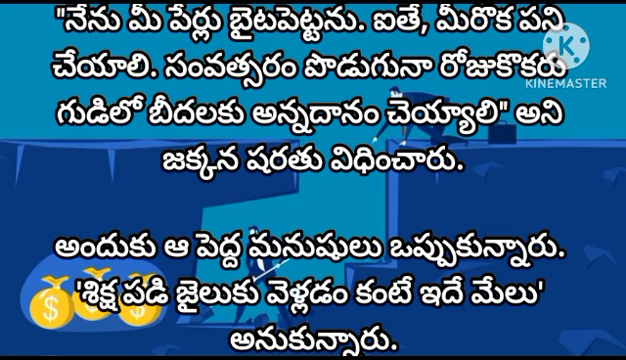 "నేను మీ పేర్లు బైటపెట్టను. ఐతే, మీరొక పని
చేయాలి. సంవత్సరం పొడుగునా రోజుకొకరు
గుడిలో బీదలకు అన్నదానం చెయ్యాలి" అని
జక్కన షరతు విధించారు.
అందుకు ఆ పెద్ద మనుషులు ఒప్పుకున్నారు.
'శిక్ష పడి జైలుకు వెళ్లడం కంటే ఇదే మేలు'
అనుకున్నారు.
KINEMASTER